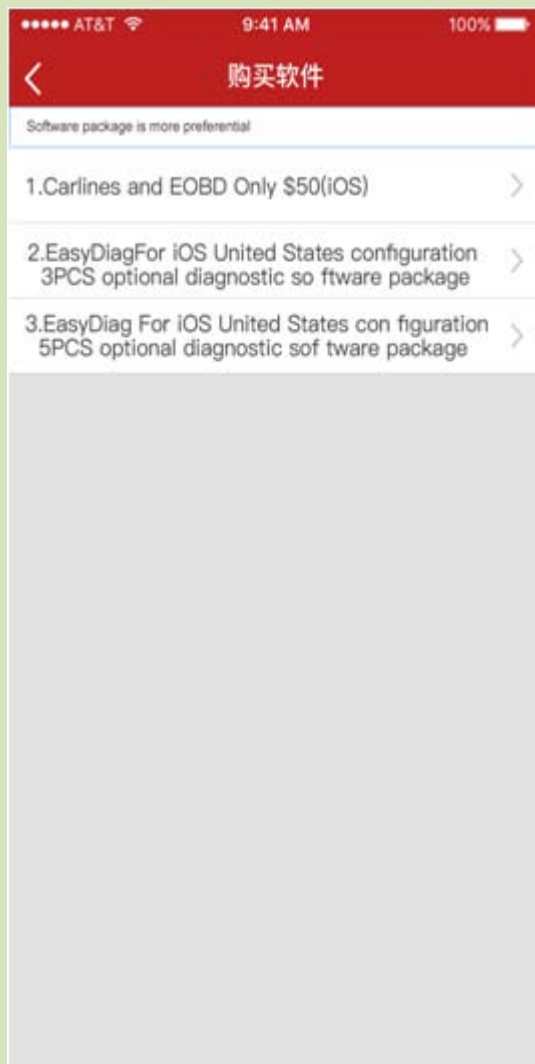 AT&T 9:41 AM 100%
购买软件
Software package is more preferential
1.Carlines and EOBD Only $50(iOS)
2.EasyDiagFor iOS United States configuration
3PCS optional diagnostic so ftware package
3.EasyDiag For iOS United States con figuration
5PCS optional diagnostic sof tware package